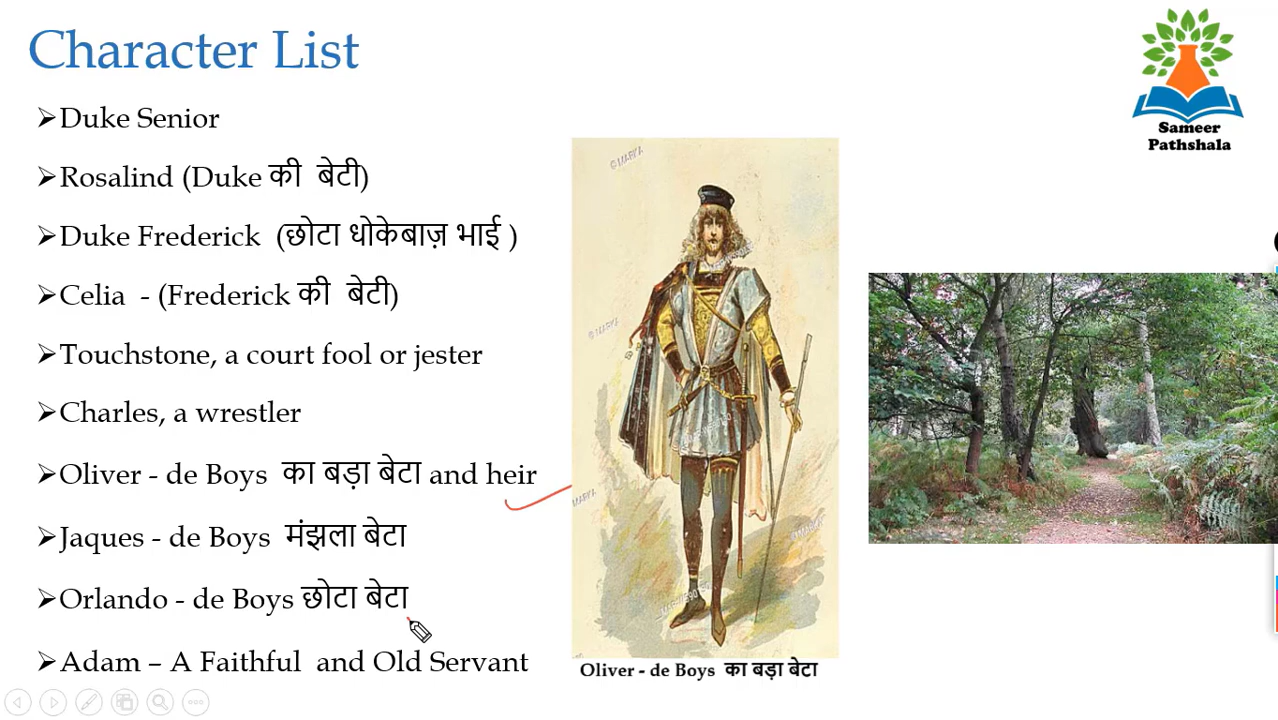 Character List
Sameer
Pathshala
➢Duke Senior
➢Rosalind (Duke की बेटी)
➢Duke Frederick (छोटा धोकेबाज़ भाई )
➢Celia - (Frederick की बेटी)
➢Touchstone, a court fool or jester
➢Charles, a wrestler
➢Oliver - de Boys का बड़ा बेटा and heir
➢Jaques - de Boys मंझला बेटा
➢Orlando - de Boys छोटा बेटा
➢Adam – A Faithful and Old Servant
Oliver - de Boys का बड़ा बेटा